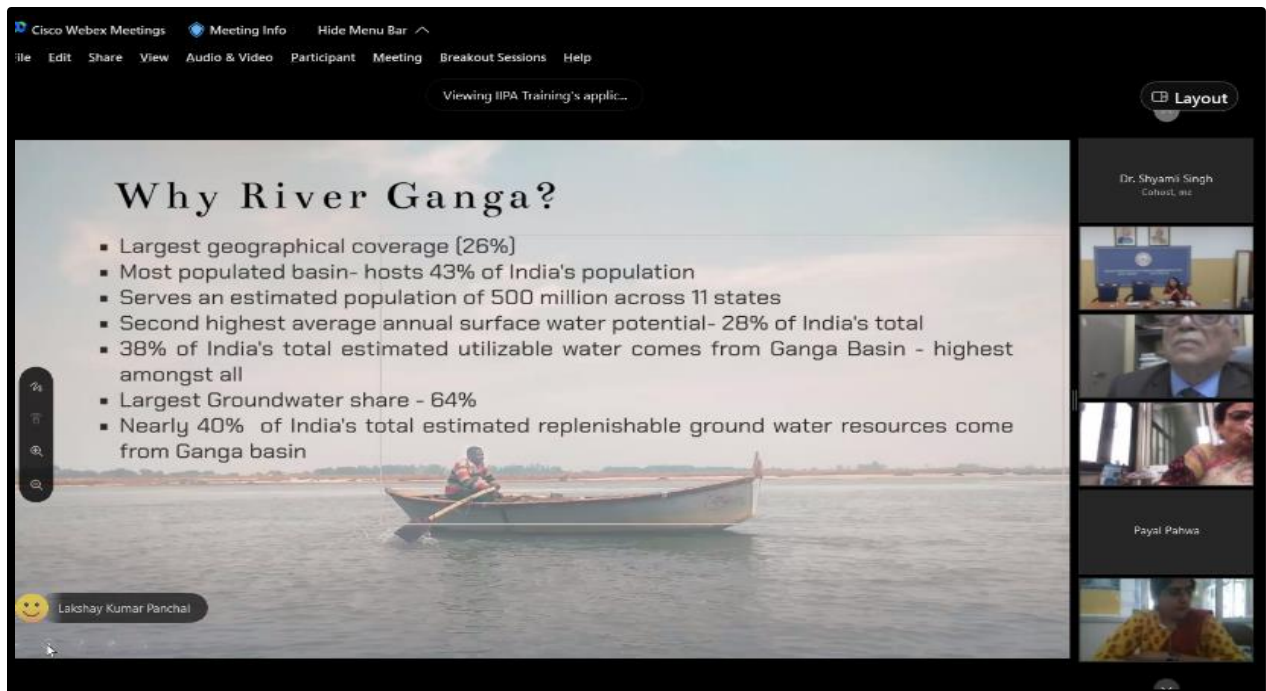 Cisco Webex Meetings Meeting Info Hide Menu Bar
ile Edit Share View Audio & Video Participant Meeting Breakout Sessions Help
Viewing IIPA Training's applic...
Layout
Why River Ganga?
▪ Largest geographical coverage (26%)
▪ Most populated basin- hosts 43% of India's population
▪ Serves an estimated population of 500 million across 11 states
▪ Second highest average annual surface water potential- 28% of India's total
▪ 38% of India's total estimated utilizable water comes from Ganga Basin - highest
amongst all
▪ Largest Groundwater share - 64%
▪ Nearly 40% of India's total estimated replenishable ground water resources come
from Ganga basin
Lakshay Kumar Panchal
Dr. Shyamli Singh
Cohost, me
Payal Pahwa